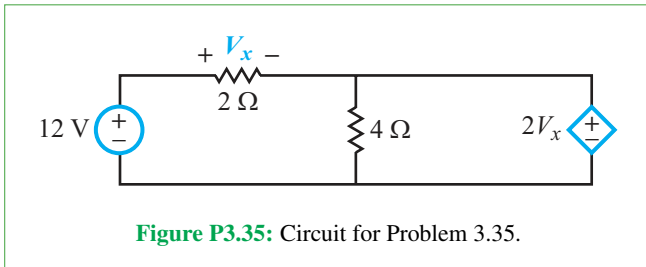 + Vx −
2 Ω
12 V
+
−
4 Ω
2Vx
+
−
Figure P3.35: Circuit for Problem 3.35.